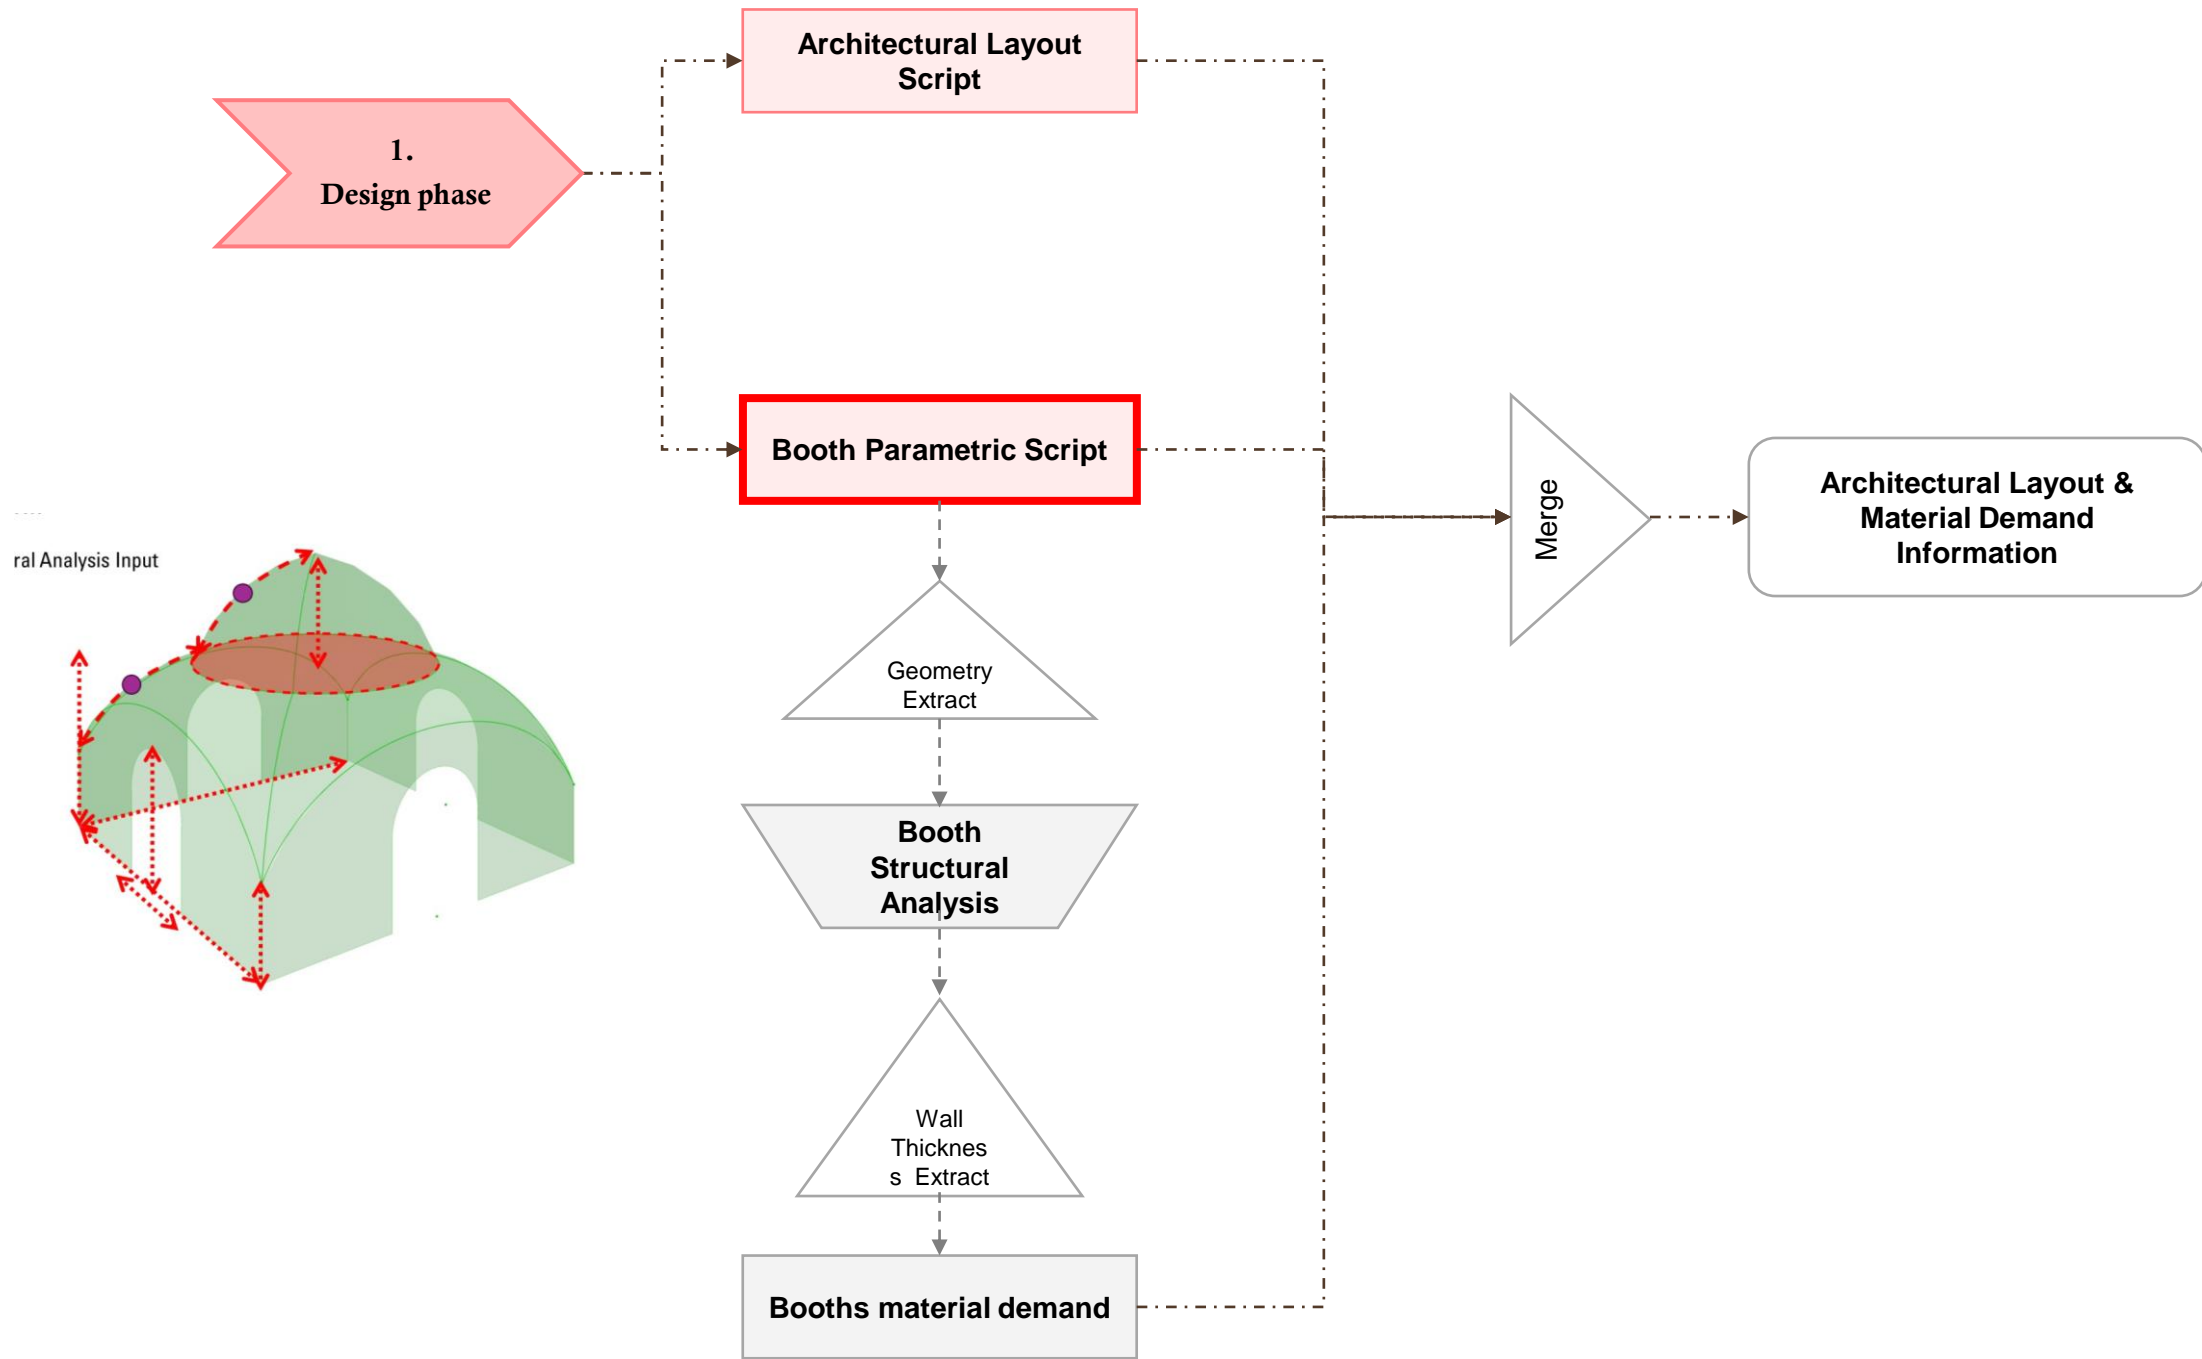 Architectural Layout
Script
1.
Design phase
Booth Parametric Script
Merge
Architectural Layout &
Material Demand
Information
ral Analysis Input
Geometry
Extract
Booth
Structural
Analysis
Wall
Thicknes
s Extract
Booths material demand